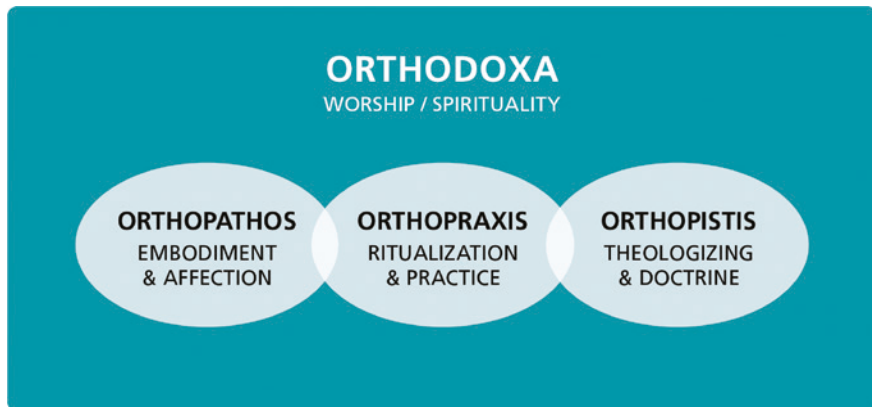 ORTHODOXA
WORSHIP / SPIRITUALITY
ORTHOPATHOS
EMBODIMENT
& AFFECTION
ORTHOPRAXIS
RITUALIZATION
& PRACTICE
ORTHOPISTIS
THEOLOGIZING
& DOCTRINE